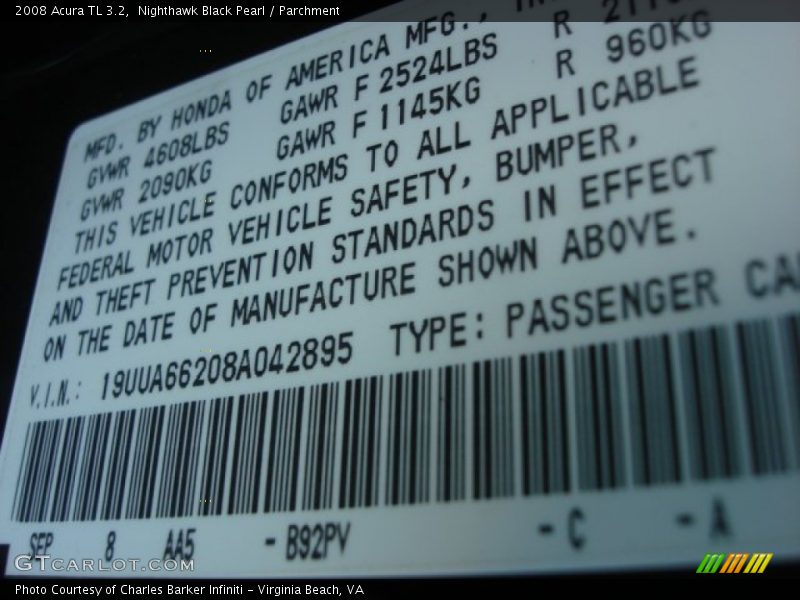 2008 Acura TL 3.2, Nighthawk Black Pearl / Parchment
MFD. BY HONDA OF AMERICA MFG.,
GVWR 4608LBS GAWR F 2524LBS R
GVWR 2090KG GAWR F 1145KG R 960KG
THIS VEHICLE CONFORMS TO ALL APPLICABLE
FEDERAL MOTOR VEHICLE SAFETY, BUMPER,
AND THEFT PREVENTION STANDARDS IN EFFECT
ON THE DATE OF MANUFACTURE SHOWN ABOVE.
V.I.N.: 19UUA66208A042895 TYPE: PASSENGER CA
SEP 8 AA5 - B92PV - C - A
GTCARLOT.COM
Photo Courtesy of Charles Barker Infiniti - Virginia Beach, VA